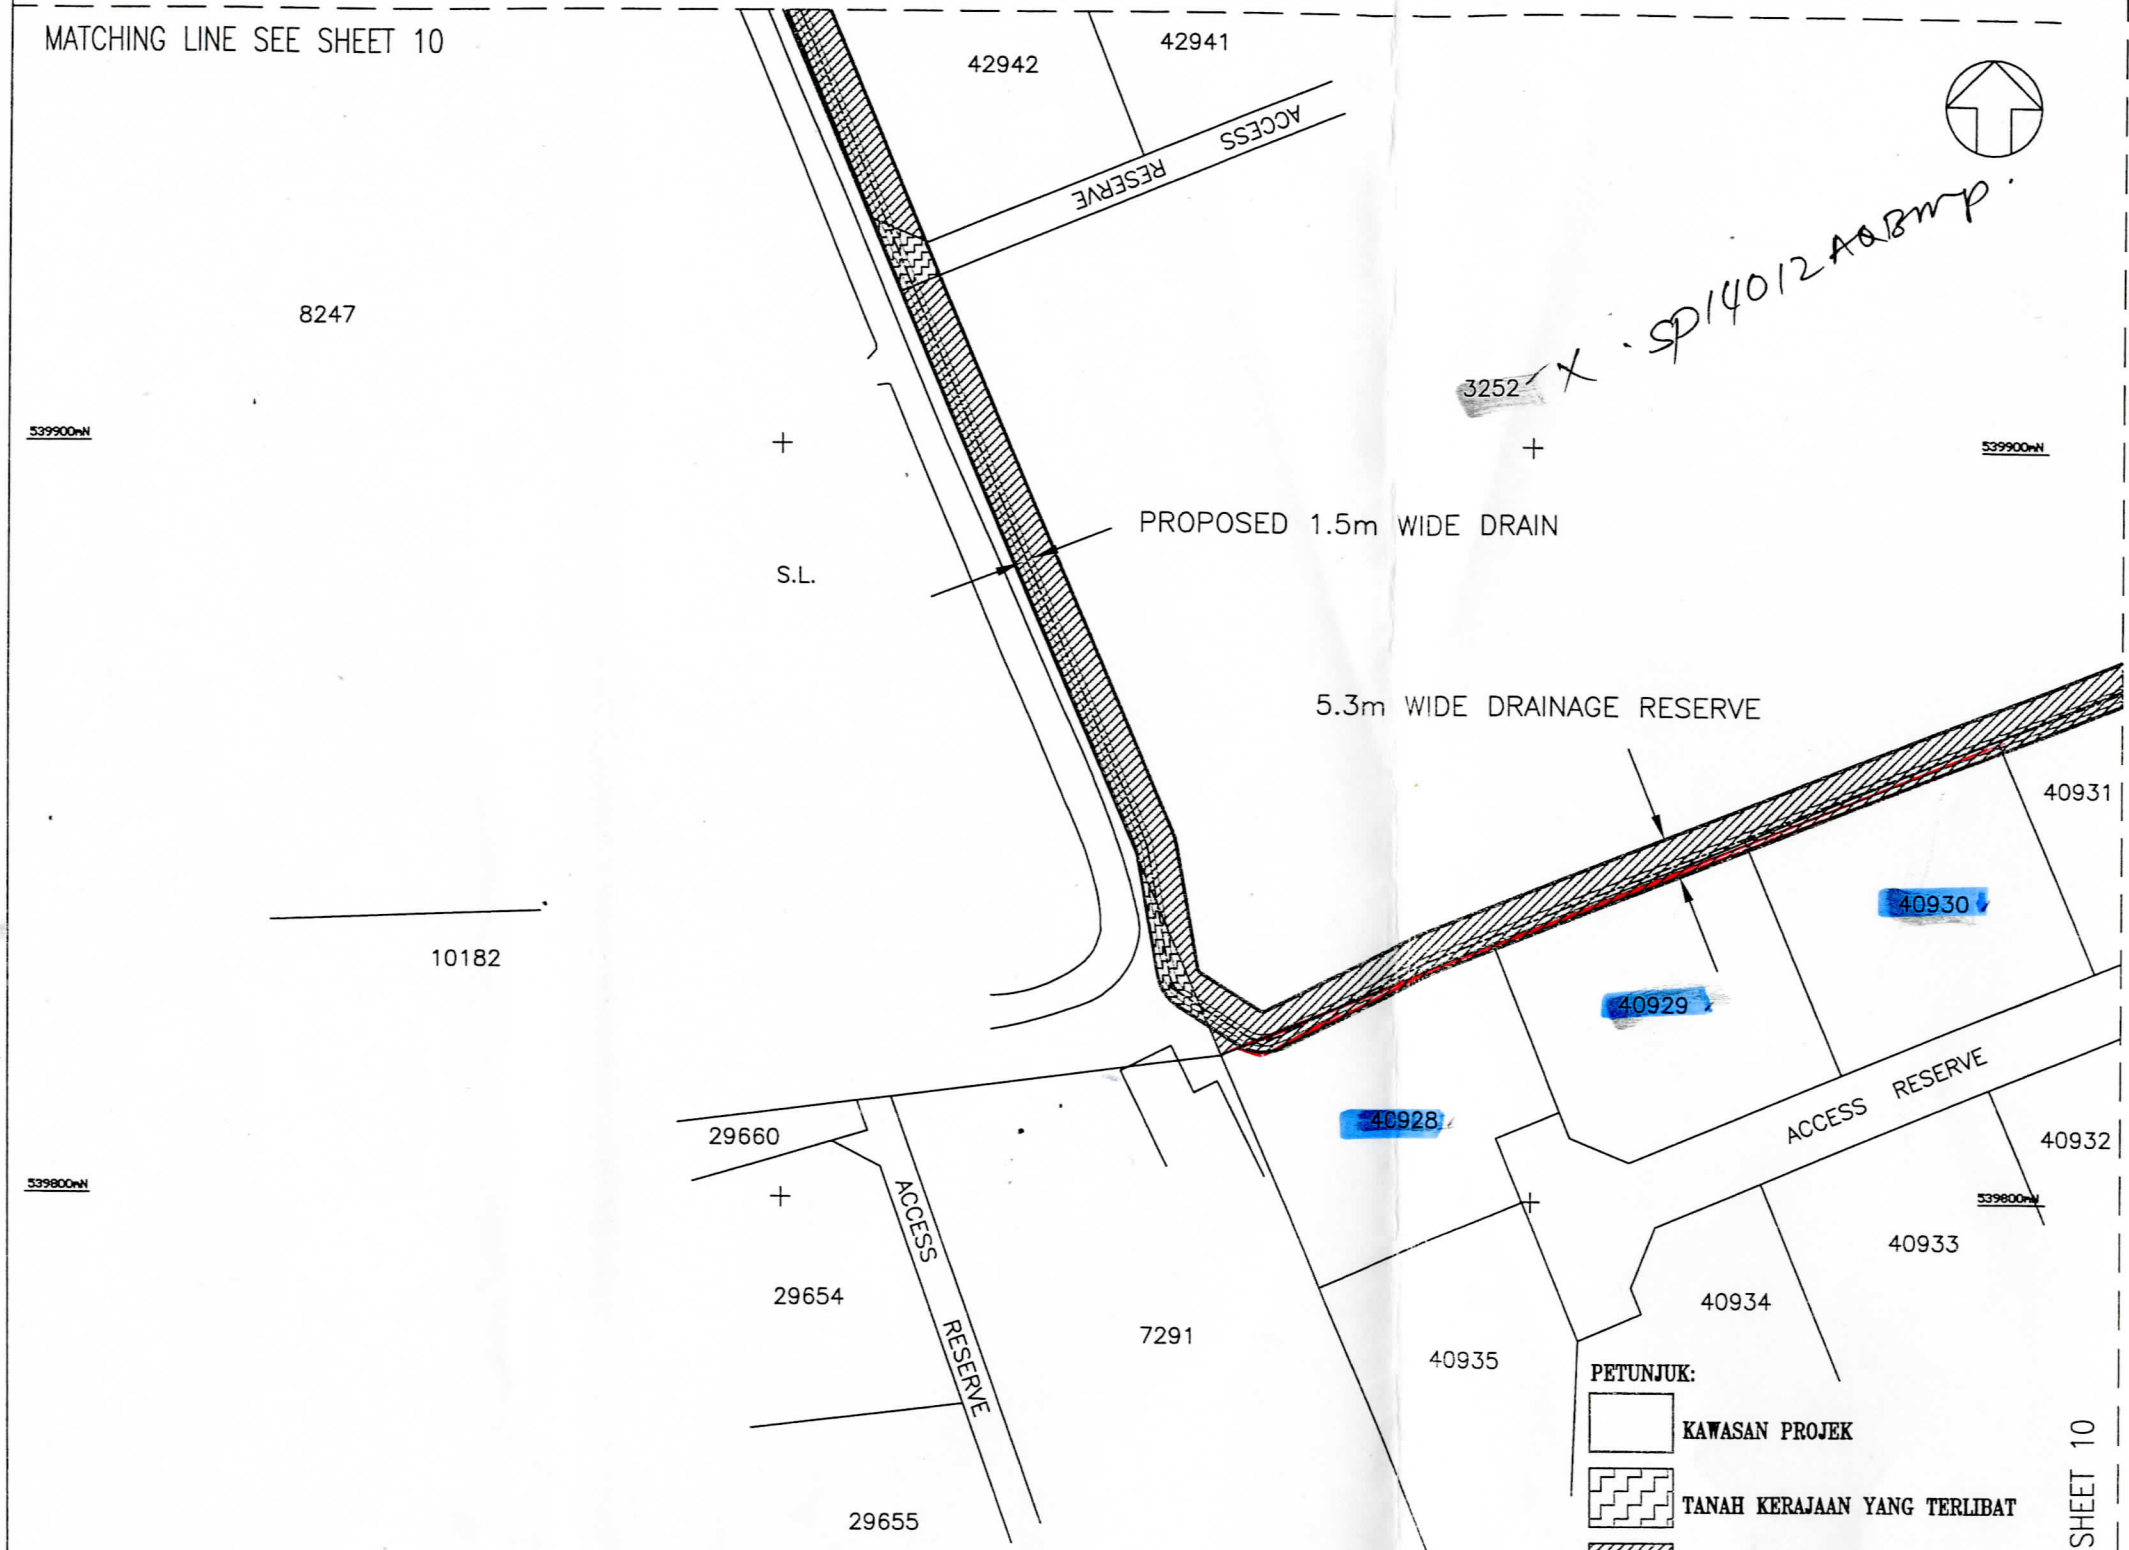 MATCHING LINE SEE SHEET 10
42942
42941
ACCESS RESERVE
SP14012
8247
3252 X
539900mN
539900mN
PROPOSED 1.5m WIDE DRAIN
S.L.
5.3m WIDE DRAINAGE RESERVE
40931
40930
10182
40929
ACCESS RESERVE
40928
29660
40932
539800mN
539800mN
ACCESS RESERVE
40933
29654
40934
7291
40935
PETUNJUK:
KAWASAN PROJEK
TANAH KERAJAAN YANG TERLIBAT
29655
SHEET 10